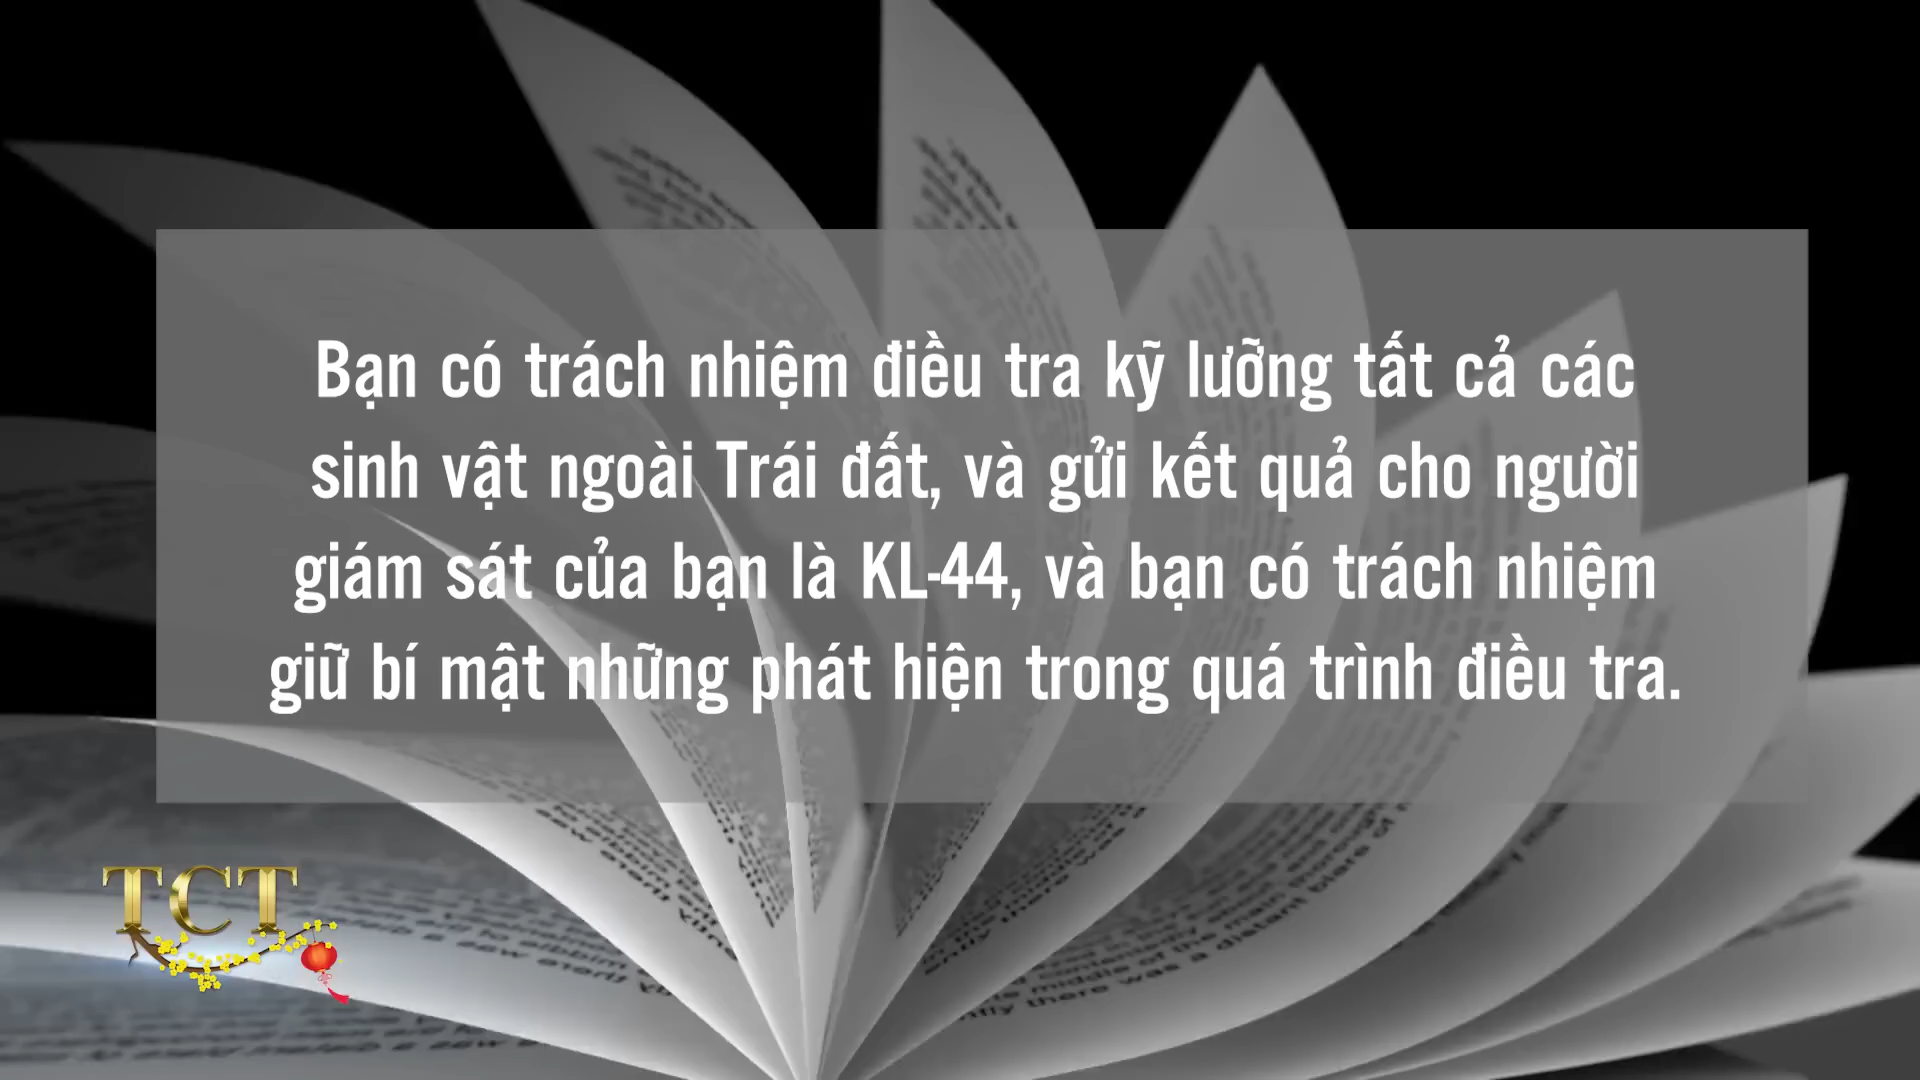 Bạn có trách nhiệm điều tra kỹ lưỡng tất cả các
sinh vật ngoài Trái đất, và gửi kết quả cho người
giám sát của bạn là KL-44, và bạn có trách nhiệm
giữ bí mật những phát hiện trong quá trình điều tra.
TCT